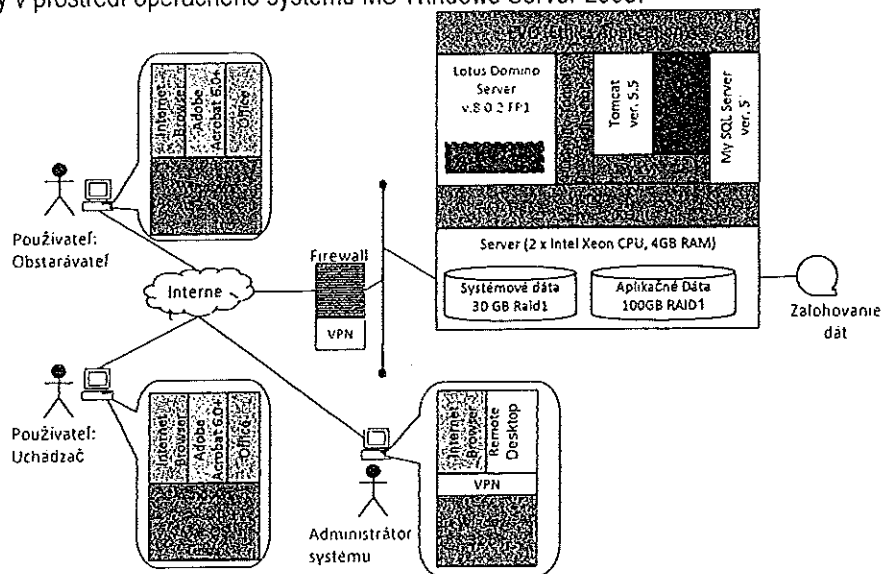 v prostredí operačného systému MS Windows Server
Lotus Domino
Server
v.8.0.2 FP1
Tomcat
ver. 5.5
My SQL Server
ver. 5
Internet
Browser
Adobe
Acrobat 6.0+
Office
Používateľ:
Obstarávateľ
Firewall
VPN
Interne
t
Server (2 x Intel Xeon CPU, 4GB RAM)
Systémové dáta
30 GB Raid1
Aplikačné Dáta
100GB RAID1
Zalohovanie
dát
Používateľ:
Uchádzač
Internet
Browser
Adobe
Acrobat 6.0+
Office
Administrátor
systému
Internet
Browser
Remote
Desktop
VPN